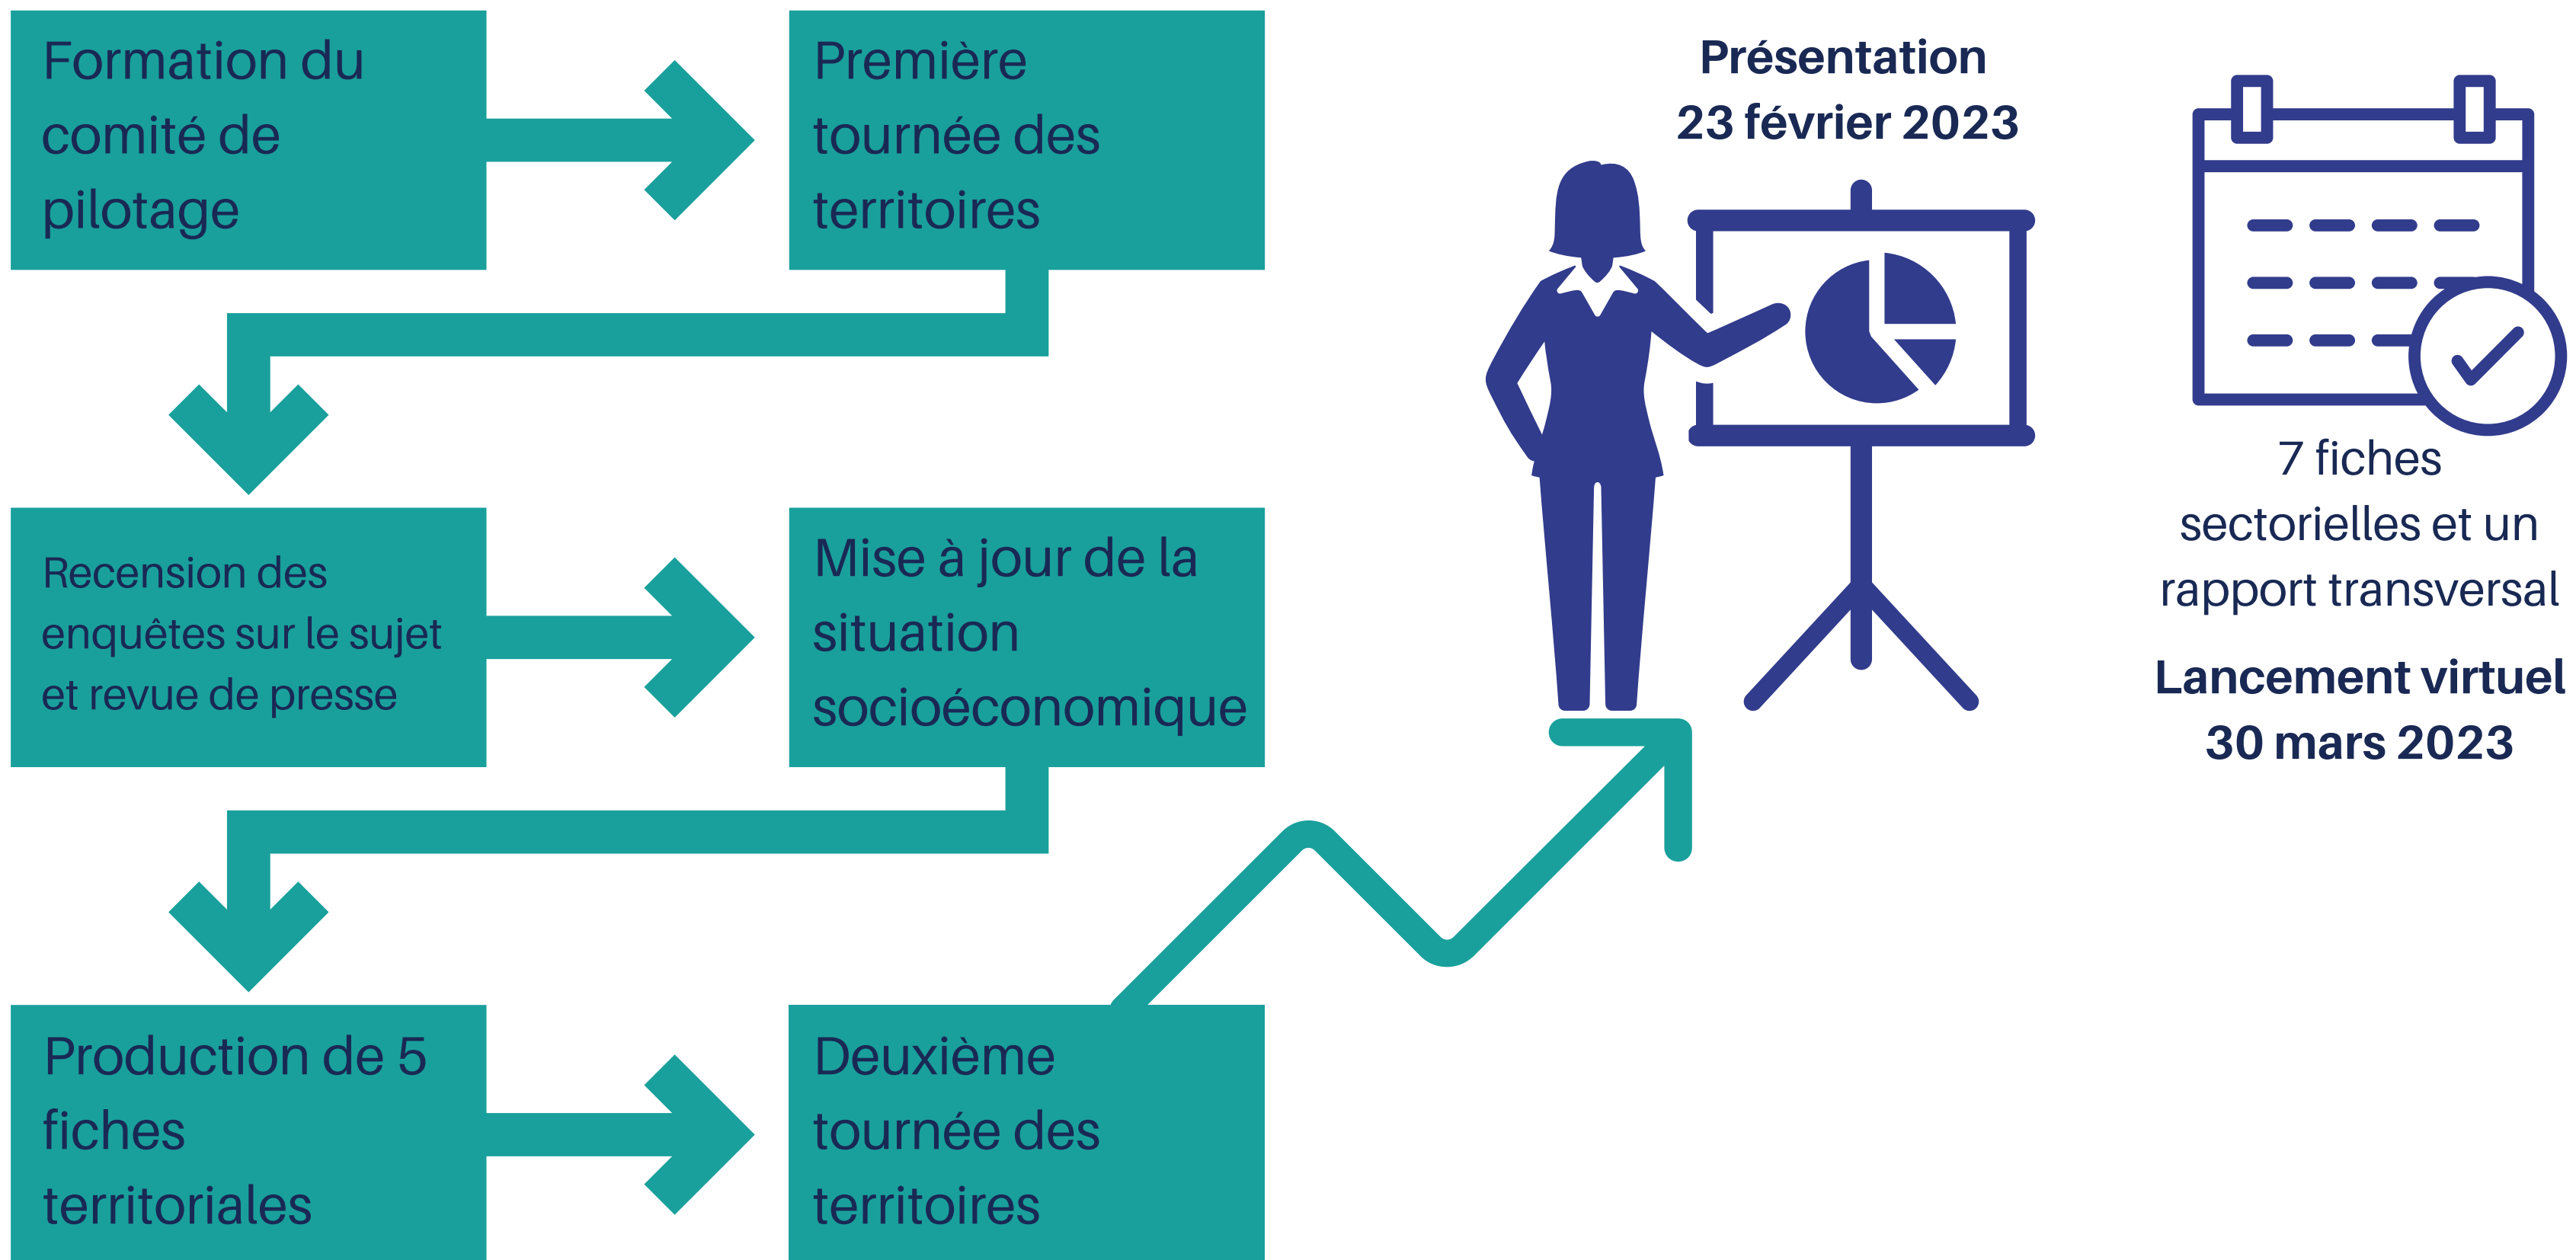 Formation du
comité de
pilotage
Première
tournée des
territoires
Recension des
enquêtes sur le sujet
et revue de presse
Mise à jour de la
situation
socioéconomique
Production de 5
fiches
territoriales
Deuxième
tournée des
territoires
Présentation
23 février 2023
7 fiches
sectorielles et un
rapport transversal
Lancement virtuel
30 mars 2023